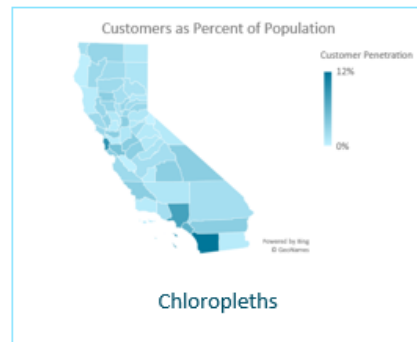 Customers as Percent of Population
Customer Penetration
12%
0%
Powered by Bing
© GeoNames
Chloropleths